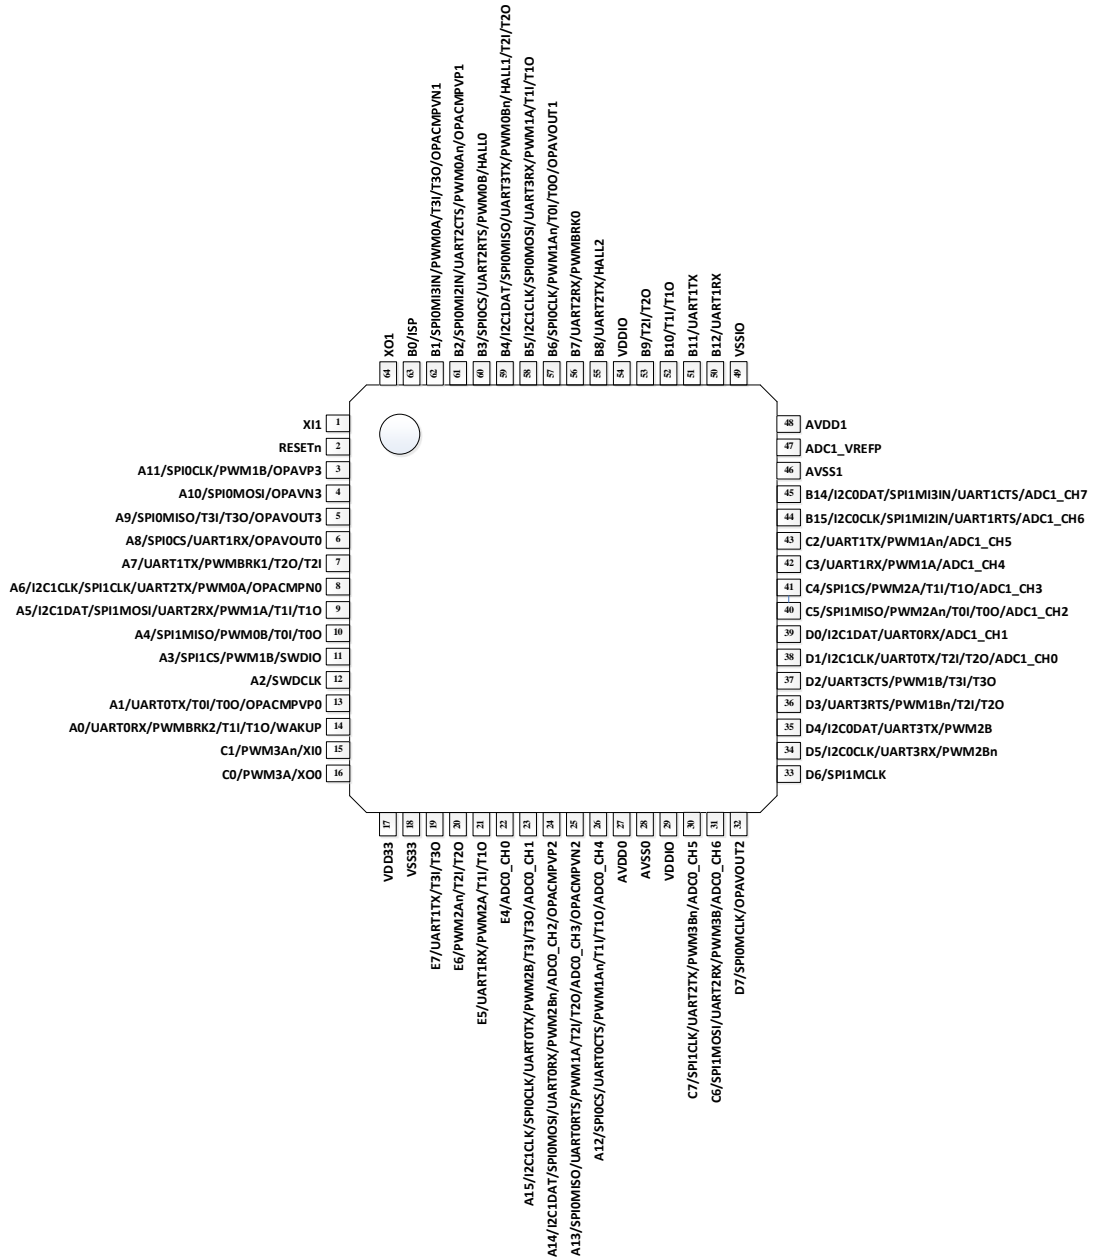 XO1
64
B0/ISP
63
B1/SPI0MI3IN/PWM0A/T3I/T3O/OPACMPVN1
62
B2/SPI0MI2IN/UART2CTS/PWM0An/OPACMPVP1
61
B3/SPI0CS/UART2RTS/PWM0B/HALL0
60
B4/I2C1DAT/SPI0MISO/UART3TX/PWM0Bn/HALL1/T2I/T2O
59
B5/I2C1CLK/SPI0MOSI/UART3RX/PWM1A/T1I/T1O
58
B6/SPI0CLK/PWM1An/T0I/T0O/OPAVOUT1
57
B7/UART2RX/PWMBRK0
56
B8/UART2TX/HALL2
55
VDDIO
54
B9/T2I/T2O
53
B10/T1I/T1O
52
B11/UART1TX
51
B12/UART1RX
50
VSSIO
49
XI1 1
RESETn 2
A11/SPI0CLK/PWM1B/OPAVP3 3
A10/SPI0MOSI/OPAVN3 4
A9/SPI0MISO/T3I/T3O/OPAVOUT3 5
A8/SPI0CS/UART1RX/OPAVOUT0 6
A7/UART1TX/PWMBRK1/T2O/T2I 7
A6/I2C1CLK/SPI1CLK/UART2TX/PWM0A/OPACMPN0 8
A5/I2C1DAT/SPI1MOSI/UART2RX/PWM1A/T1I/T1O 9
A4/SPI1MISO/PWM0B/T0I/T0O 10
A3/SPI1CS/PWM1B/SWDIO 11
A2/SWDCLK 12
A1/UART0TX/T0I/T0O/OPACMPVP0 13
A0/UART0RX/PWMBRK2/T1I/T1O/WAKUP 14
C1/PWM3An/XI0 15
C0/PWM3A/XO0 16
48 AVDD1
47 ADC1_VREFP
46 AVSS1
45 B14/I2C0DAT/SPI1MI3IN/UART1CTS/ADC1_CH7
44 B15/I2C0CLK/SPI1MI2IN/UART1RTS/ADC1_CH6
43 C2/UART1TX/PWM1An/ADC1_CH5
42 C3/UART1RX/PWM1A/ADC1_CH4
41 C4/SPI1CS/PWM2A/T1I/T1O/ADC1_CH3
40 C5/SPI1MISO/PWM2An/T0I/T0O/ADC1_CH2
39 D0/I2C1DAT/UART0RX/ADC1_CH1
38 D1/I2C1CLK/UART0TX/T2I/T2O/ADC1_CH0
37 D2/UART3CTS/PWM1B/T3I/T3O
36 D3/UART3RTS/PWM1Bn/T2I/T2O
35 D4/I2C0DAT/UART3TX/PWM2B
34 D5/I2C0CLK/UART3RX/PWM2Bn
33 D6/SPI1MCLK
17
VDD33
18
VSS33
19
E7/UART1TX/T3I/T3O
20
E6/PWM2An/T2I/T2O
21
E5/UART1RX/PWM2A/T1I/T1O
22
E4/ADC0_CH0
23
A15/I2C1CLK/SPI0CLK/UART0TX/PWM2B/T3I/T3O/ADC0_CH1
24
A14/I2C1DAT/SPI0MOSI/UART0RX/PWM2Bn/ADC0_CH2/OPACMPVP2
25
A13/SPI0MISO/UART0RTS/PWM1A/T2I/T2O/ADC0_CH3/OPACMPVN2
26
A12/SPI0CS/UART0CTS/PWM1An/T1I/T1O/ADC0_CH4
27
AVDD0
28
AVSS0
29
VDDIO
30
C7/SPI1CLK/UART2TX/PWM3Bn/ADC0_CH5
31
C6/SPI1MOSI/UART2RX/PWM3B/ADC0_CH6
32
D7/SPI0MCLK/OPAVOUT2